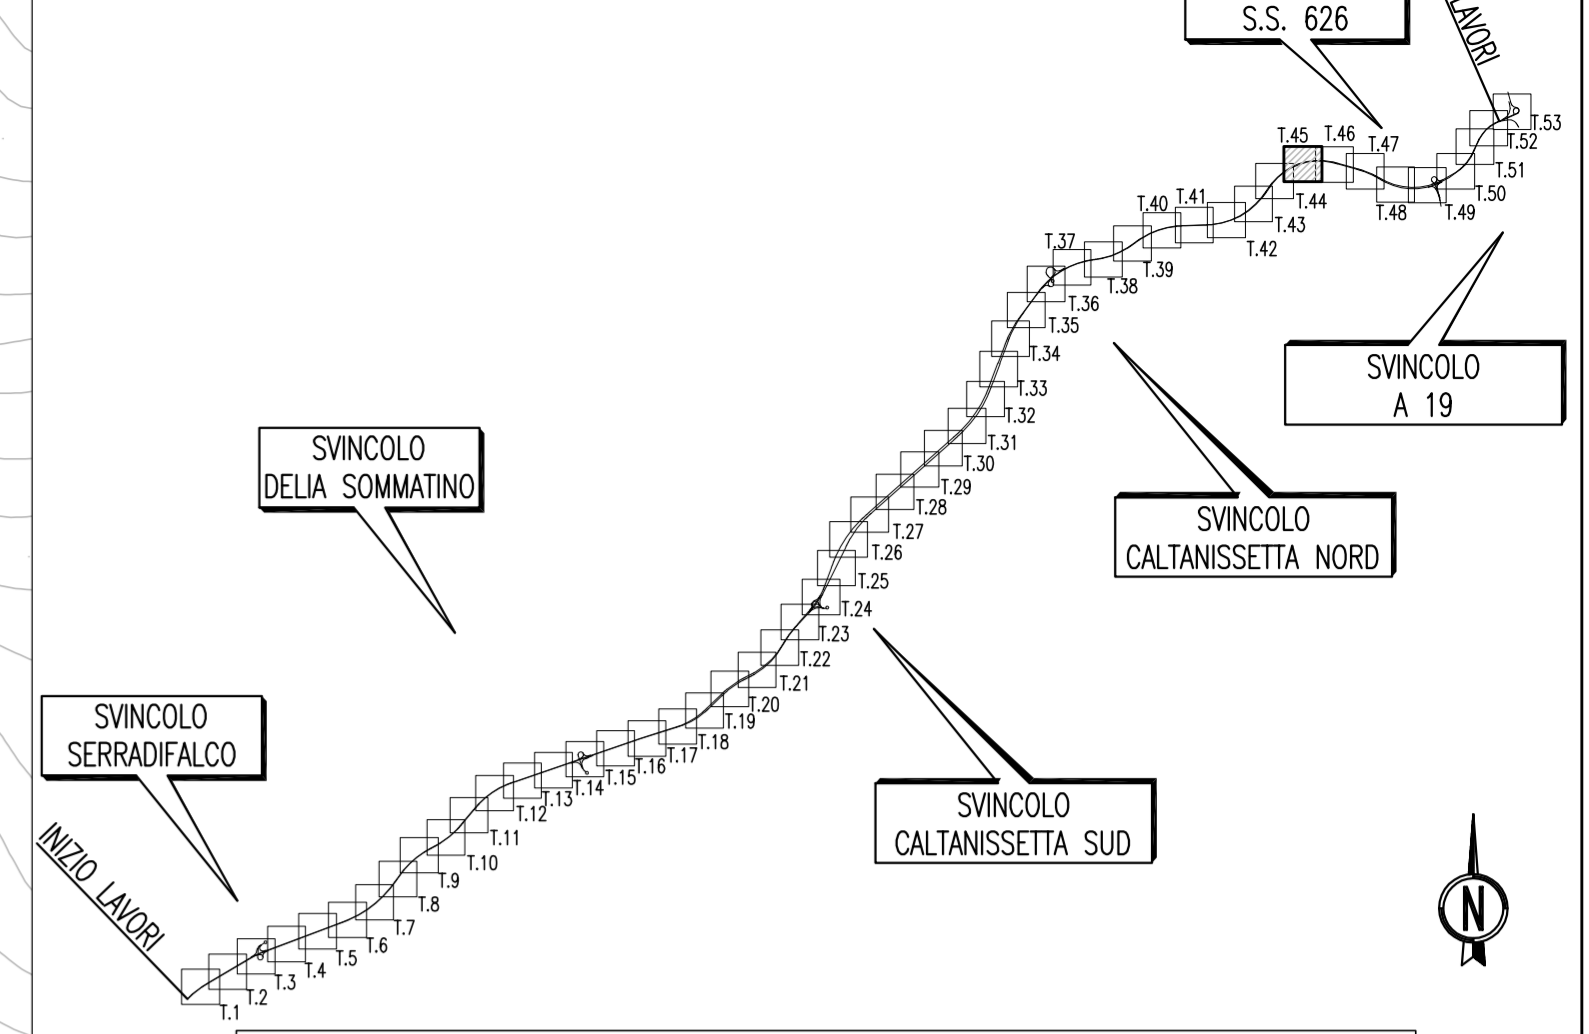 S.S. 626
LAVORI
T.53
T.52
T.51
T.50
T.49
T.48
T.47
T.46
T.45
T.44
T.43
T.42
T.41
T.40
T.39
T.38
T.37
T.36
T.35
T.34
T.33
T.32
T.31
T.30
T.29
T.28
T.27
T.26
T.25
T.24
T.23
T.22
T.21
T.20
T.19
T.18
T.17
T.16
T.15
T.14
T.13
T.12
T.11
T.10
T.9
T.8
T.7
T.6
T.5
T.4
T.3
T.2
T.1
SVINCOLO
A 19
SVINCOLO
DELIA SOMMATINO
SVINCOLO
CALTANISSETTA NORD
SVINCOLO
SERRADIFALCO
SVINCOLO
CALTANISSETTA SUD
INIZIO LAVORI
N